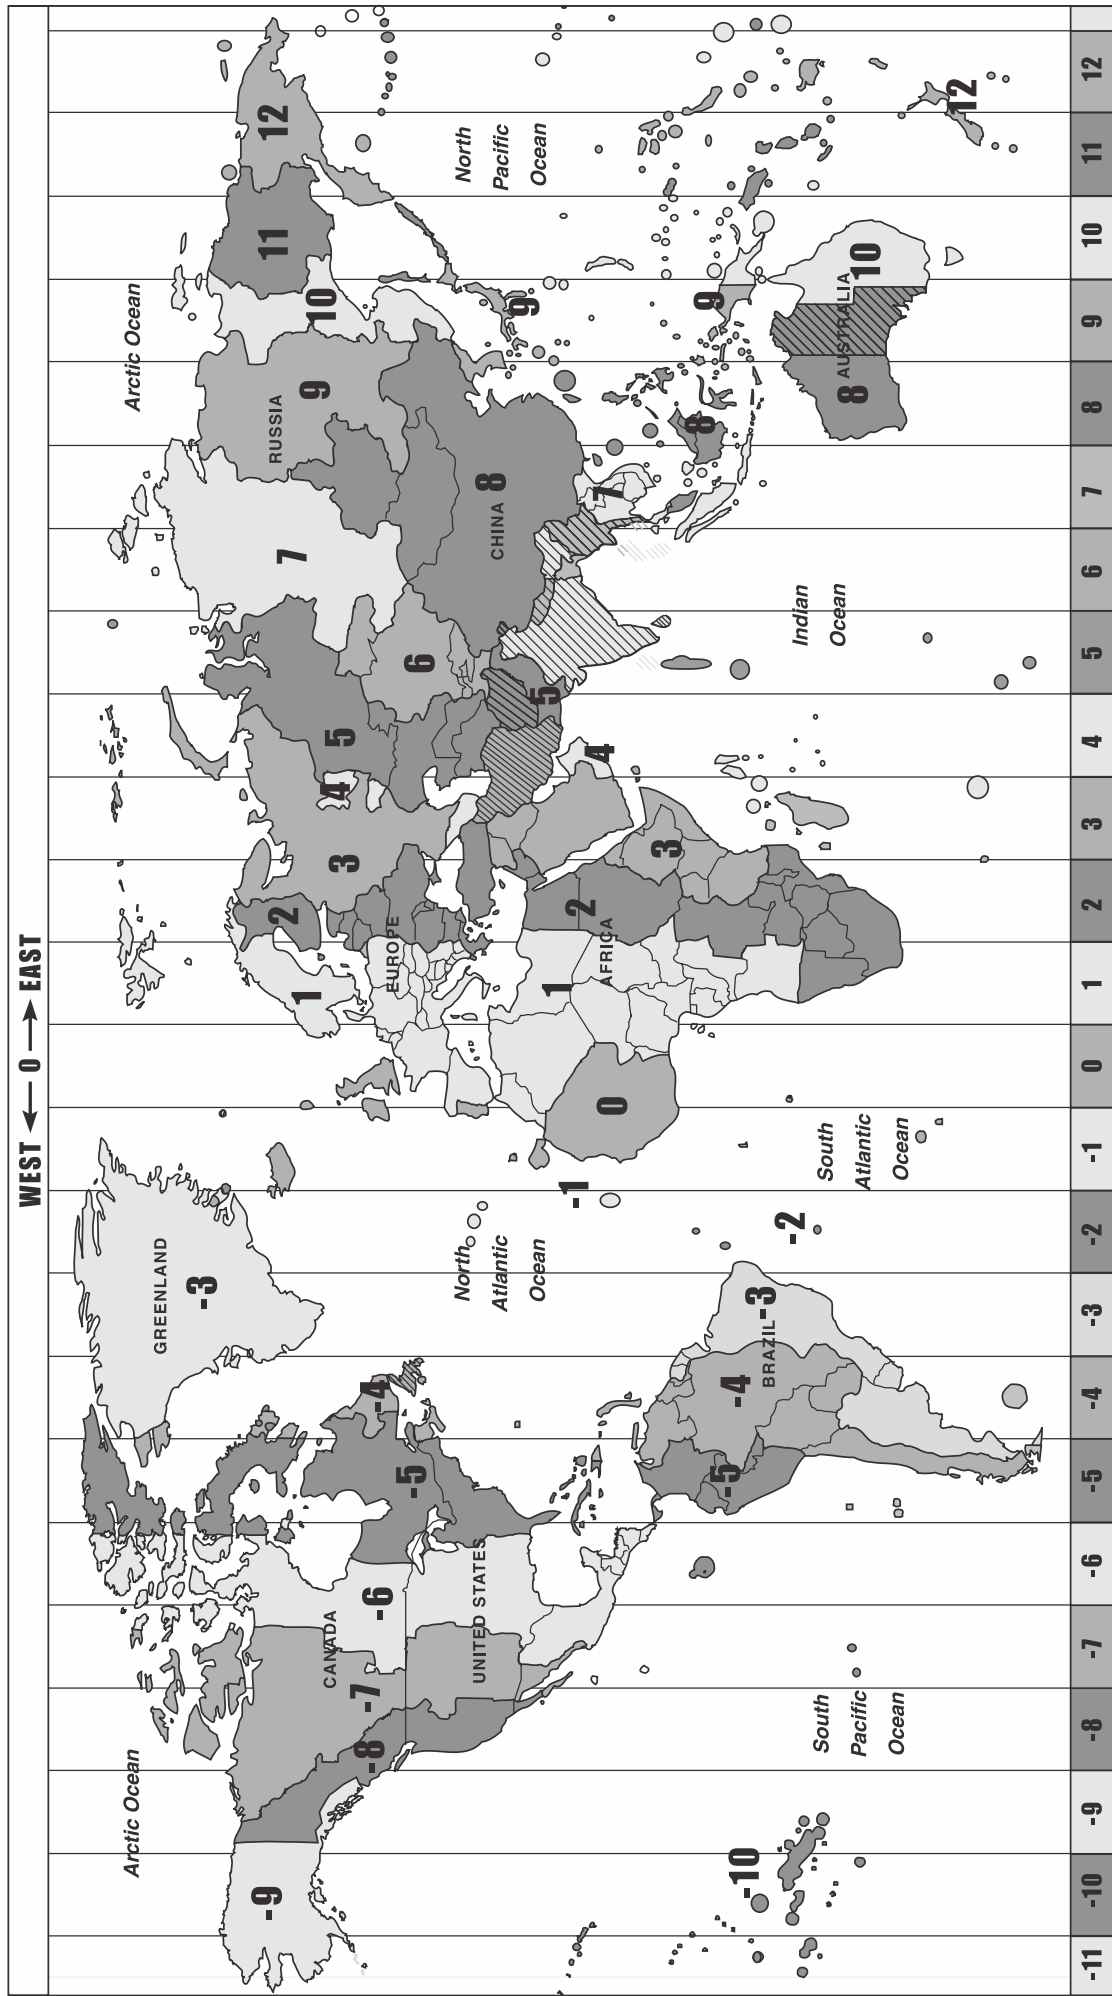 WEST ← 0 → EAST
Arctic Ocean
Arctic Ocean
GREENLAND
-3
-9
CANADA
-8
-7
-6
-5
-4
UNITED STATES
North
Atlantic
Ocean
-1
1
2
3
4
5
7
RUSSIA
9
10
11
12
EUROPE
6
CHINA
8
9
North
Pacific
Ocean
0
1
AFRICA
2
3
4
5
7
8
9
-5
-4
BRAZIL
-3
-2
-10
South
Pacific
Ocean
South
Atlantic
Ocean
Indian
Ocean
8
AUSTRALIA
10
12
-11 -10 -9 -8 -7 -6 -5 -4 -3 -2 -1 0 1 2 3 4 5 6 7 8 9 10 11 12